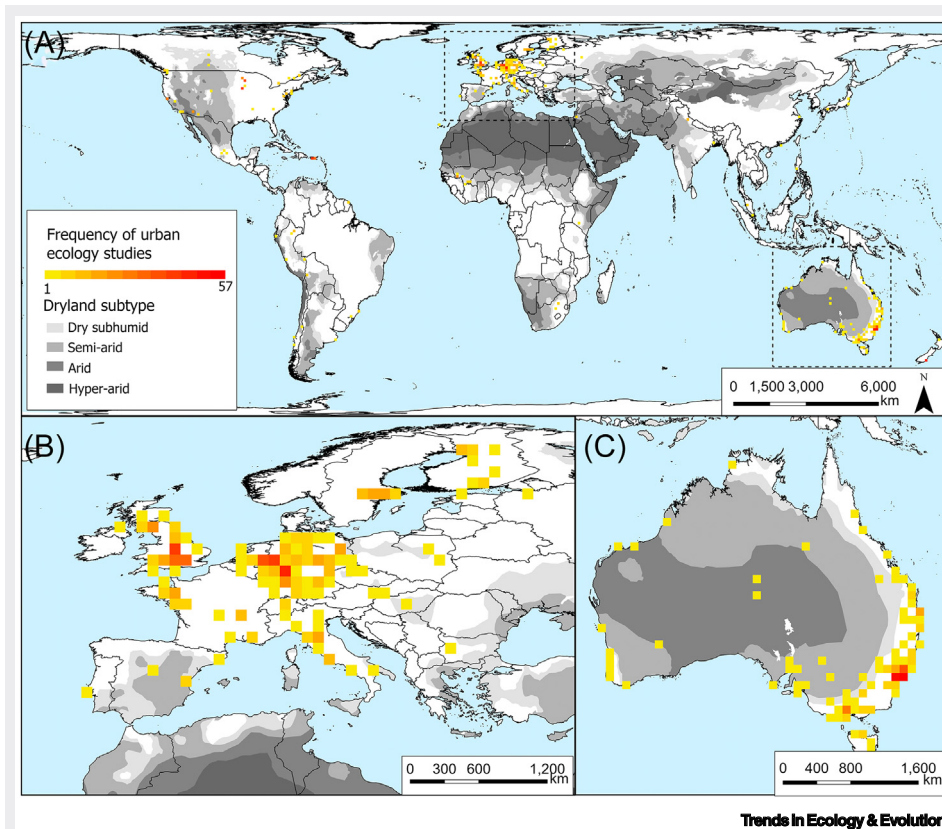 (A)
Frequency of urban
ecology studies
1 57
Dryland subtype
Dry subhumid
Semi-arid
Arid
Hyper-arid
N
0 1,500 3,000 6,000
km
(B)
0 300 600 1,200
km
(C)
0 400 800 1,600
km
Trends in Ecology & Evolution